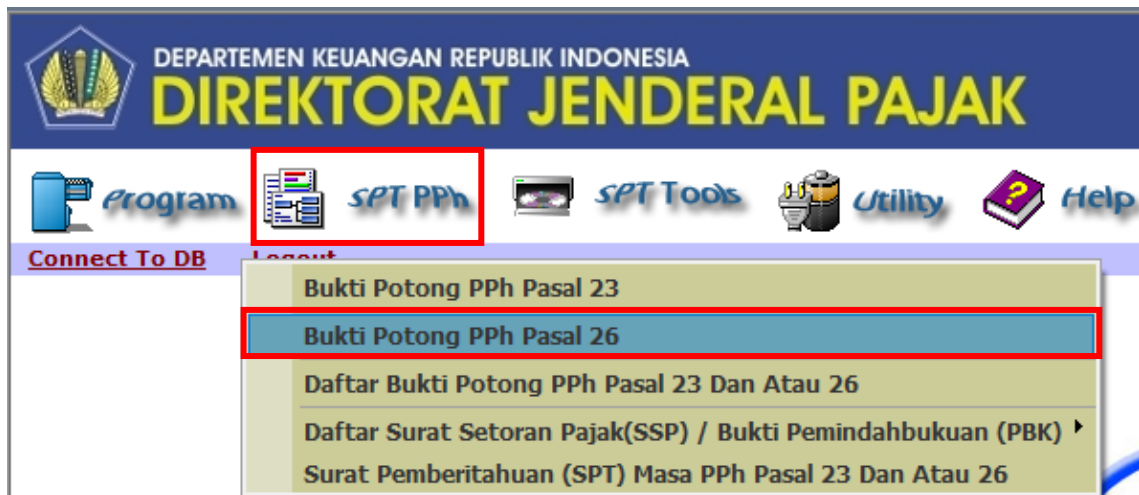 DEPARTEMEN KEUANGAN REPUBLIK INDONESIA
DIREKTORAT JENDERAL PAJAK
Program SPT PPh SPT Tools Utility Help
Connect To DB Logout
Bukti Potong PPh Pasal 23
Bukti Potong PPh Pasal 26
Daftar Bukti Potong PPh Pasal 23 Dan Atau 26
Daftar Surat Setoran Pajak(SSP) / Bukti Pemindahbukuan (PBK)
Surat Pemberitahuan (SPT) Masa PPh Pasal 23 Dan Atau 26